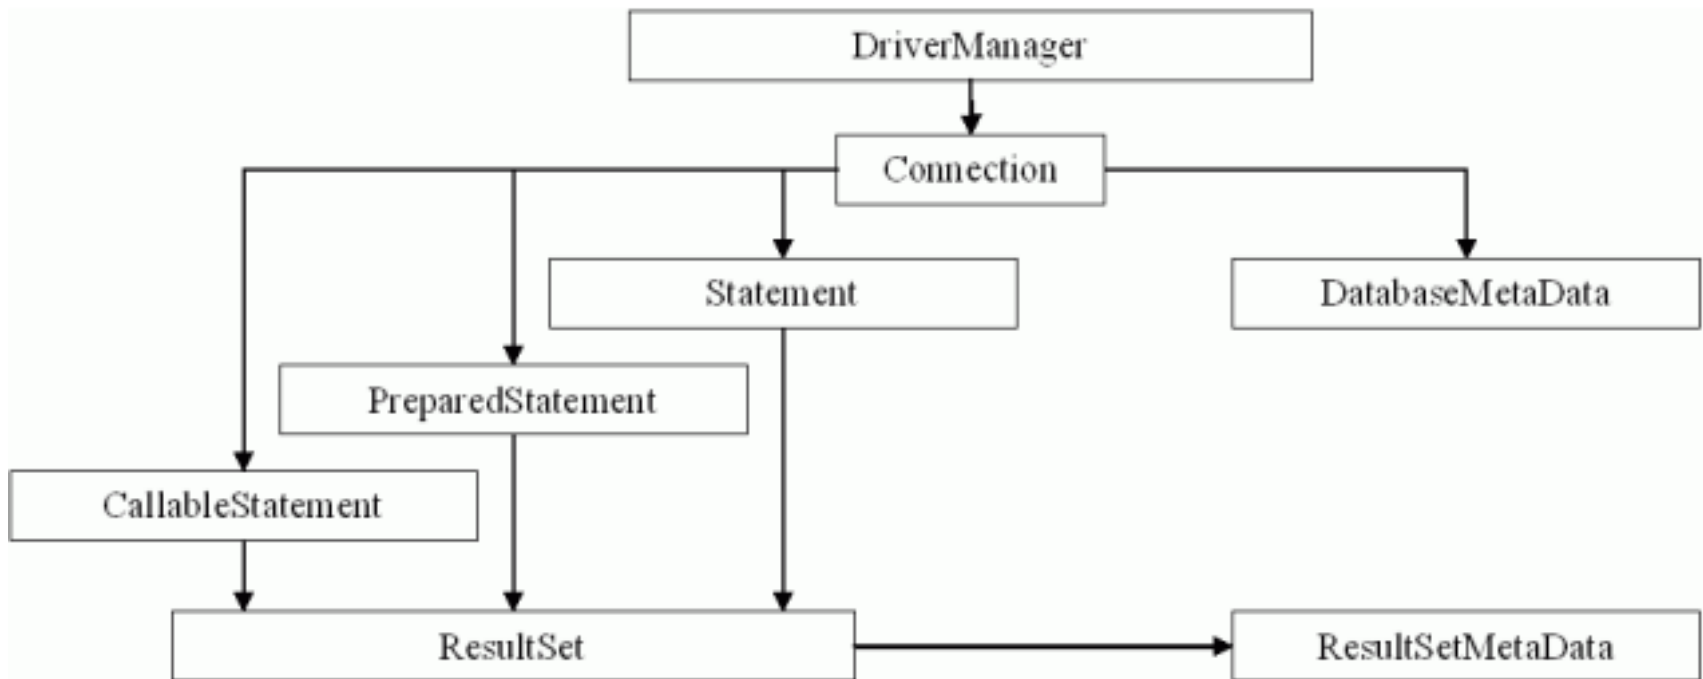 DriverManager
Connection
Statement
DatabaseMetaData
PreparedStatement
CallableStatement
ResultSet
ResultSetMetaData